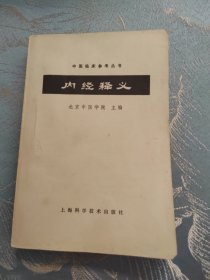 中医临床参考丛书
内经释义
北京中医学院 主编
上海科学技术出版社